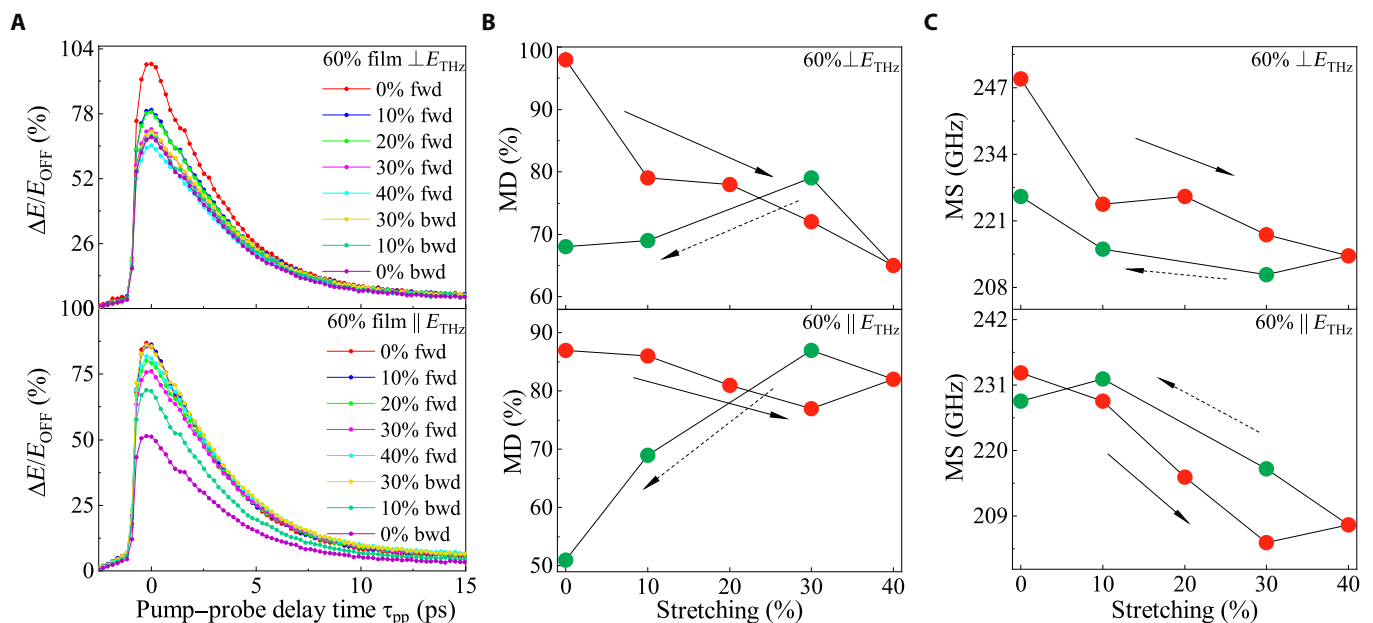 A
ΔE/E_OFF (%)
104
78
52
26
100
60% film ⊥E_THz
0% fwd
10% fwd
20% fwd
30% fwd
40% fwd
30% bwd
10% bwd
0% bwd
ΔE/E_OFF (%)
75
50
25
0
60% film ∥ E_THz
0% fwd
10% fwd
20% fwd
30% fwd
40% fwd
30% bwd
10% bwd
0% bwd
0 5 10 15
Pump–probe delay time τ_pp (ps)
B
MD (%)
100
90
80
70
60
60%⊥E_THz
MD (%)
90
80
70
60
50
60% ∥ E_THz
0 10 20 30 40
Stretching (%)
C
MS (GHz)
247
234
221
208
60% ⊥E_THz
MS (GHz)
242
231
220
209
60% ∥ E_THz
0 10 20 30 40
Stretching (%)